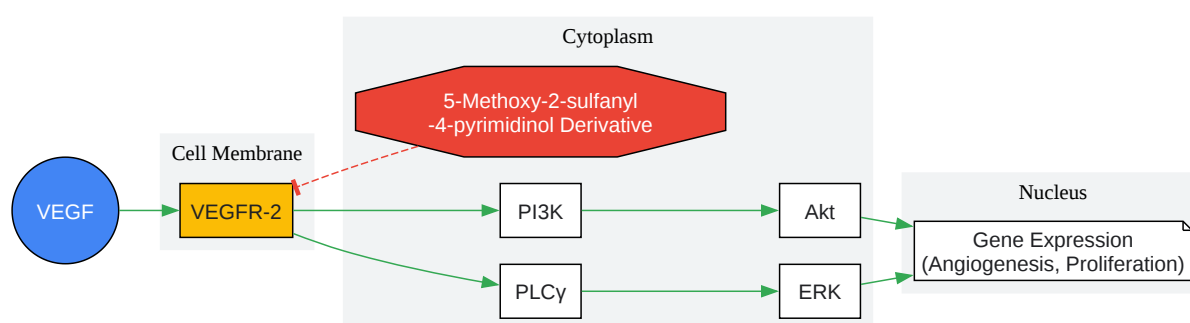 Cytoplasm
5-Methoxy-2-sulfanyl
-4-pyrimidinol Derivative
Cell Membrane
VEGF
VEGFR-2
PI3K
Akt
Nucleus
Gene Expression
(Angiogenesis, Proliferation)
PLCγ
ERK